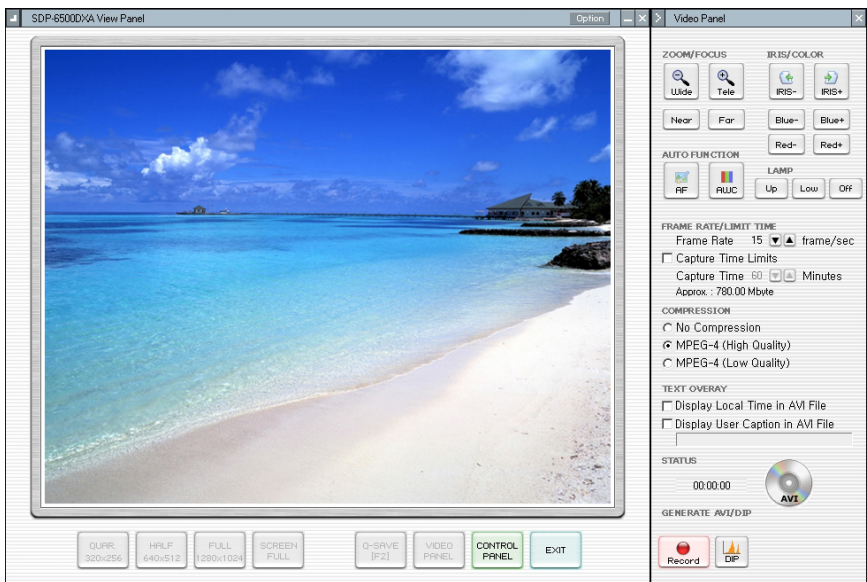 SDP-6500DXA View Panel
Option
Video Panel
ZOOM/FOCUS
IRIS/COLOR
Wide
Tele
IRIS-
IRIS+
Near
Far
Blue-
Blue+
Red-
Red+
AUTO FUNCTION
LAMP
AF
AWC
Up
Low
Off
FRAME RATE/LIMIT TIME
Frame Rate 15 frame/sec
Capture Time Limits
Capture Time 60 Minutes
Approx. : 780.00 Mbyte
COMPRESSION
No Compression
MPEG-4 (High Quality)
MPEG-4 (Low Quality)
TEXT OVERAY
Display Local Time in AVI File
Display User Caption in AVI File
STATUS
00:00:00
AVI
GENERATE AVI/DIP
Record
DIP
QUAR.
320x256
HALF
640x512
FULL
1280x1024
SCREEN
FULL
Q-SAVE
[F2]
VIDEO
PANEL
CONTROL
PANEL
EXIT